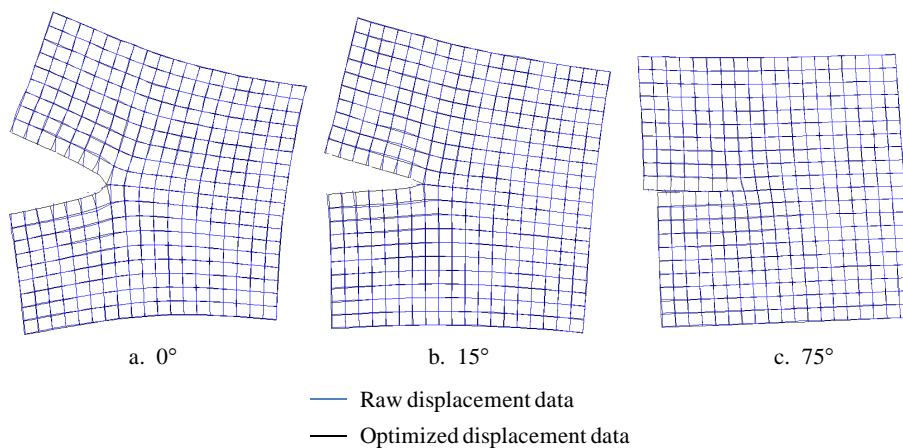 a. 0°
b. 15°
c. 75°
Raw displacement data
Optimized displacement data